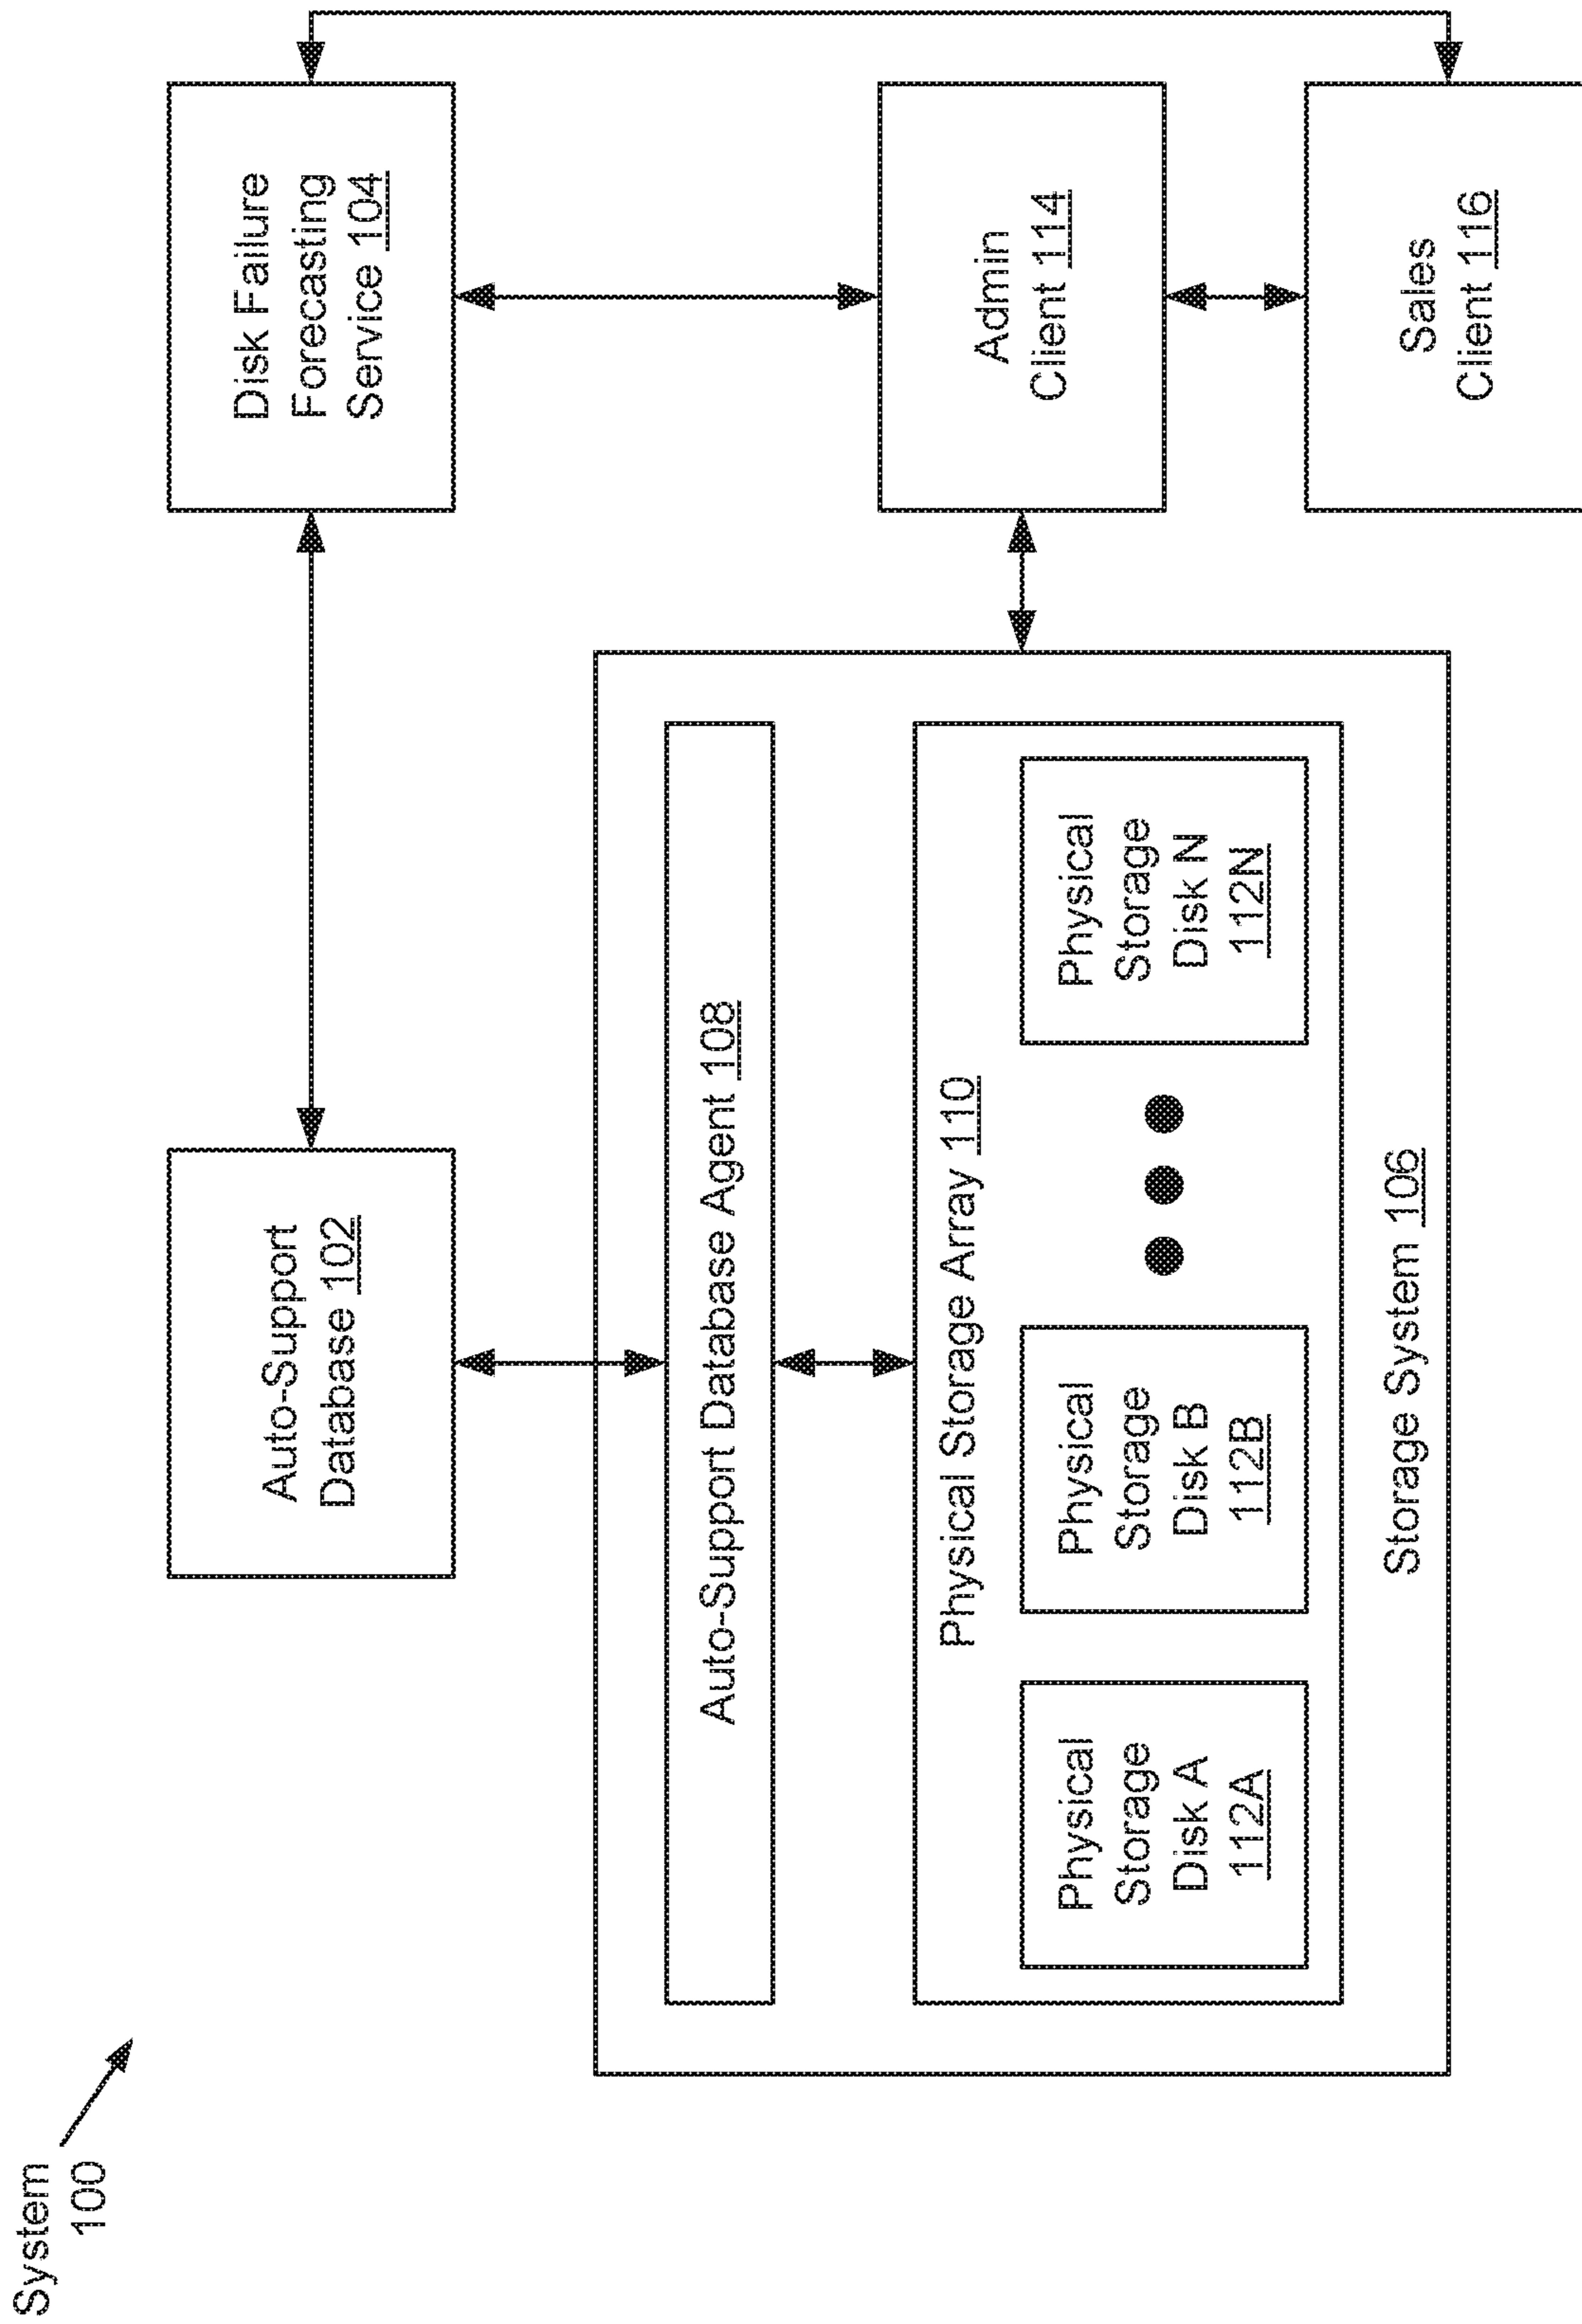 System
100
Auto-Support
Database 102
Disk Failure
Forecasting
Service 104
Auto-Support Database Agent 108
Physical Storage Array 110
Physical
Storage
Disk A
112A
Physical
Storage
Disk B
112B
Physical
Storage
Disk N
112N
Storage System 106
Admin
Client 114
Sales
Client 116